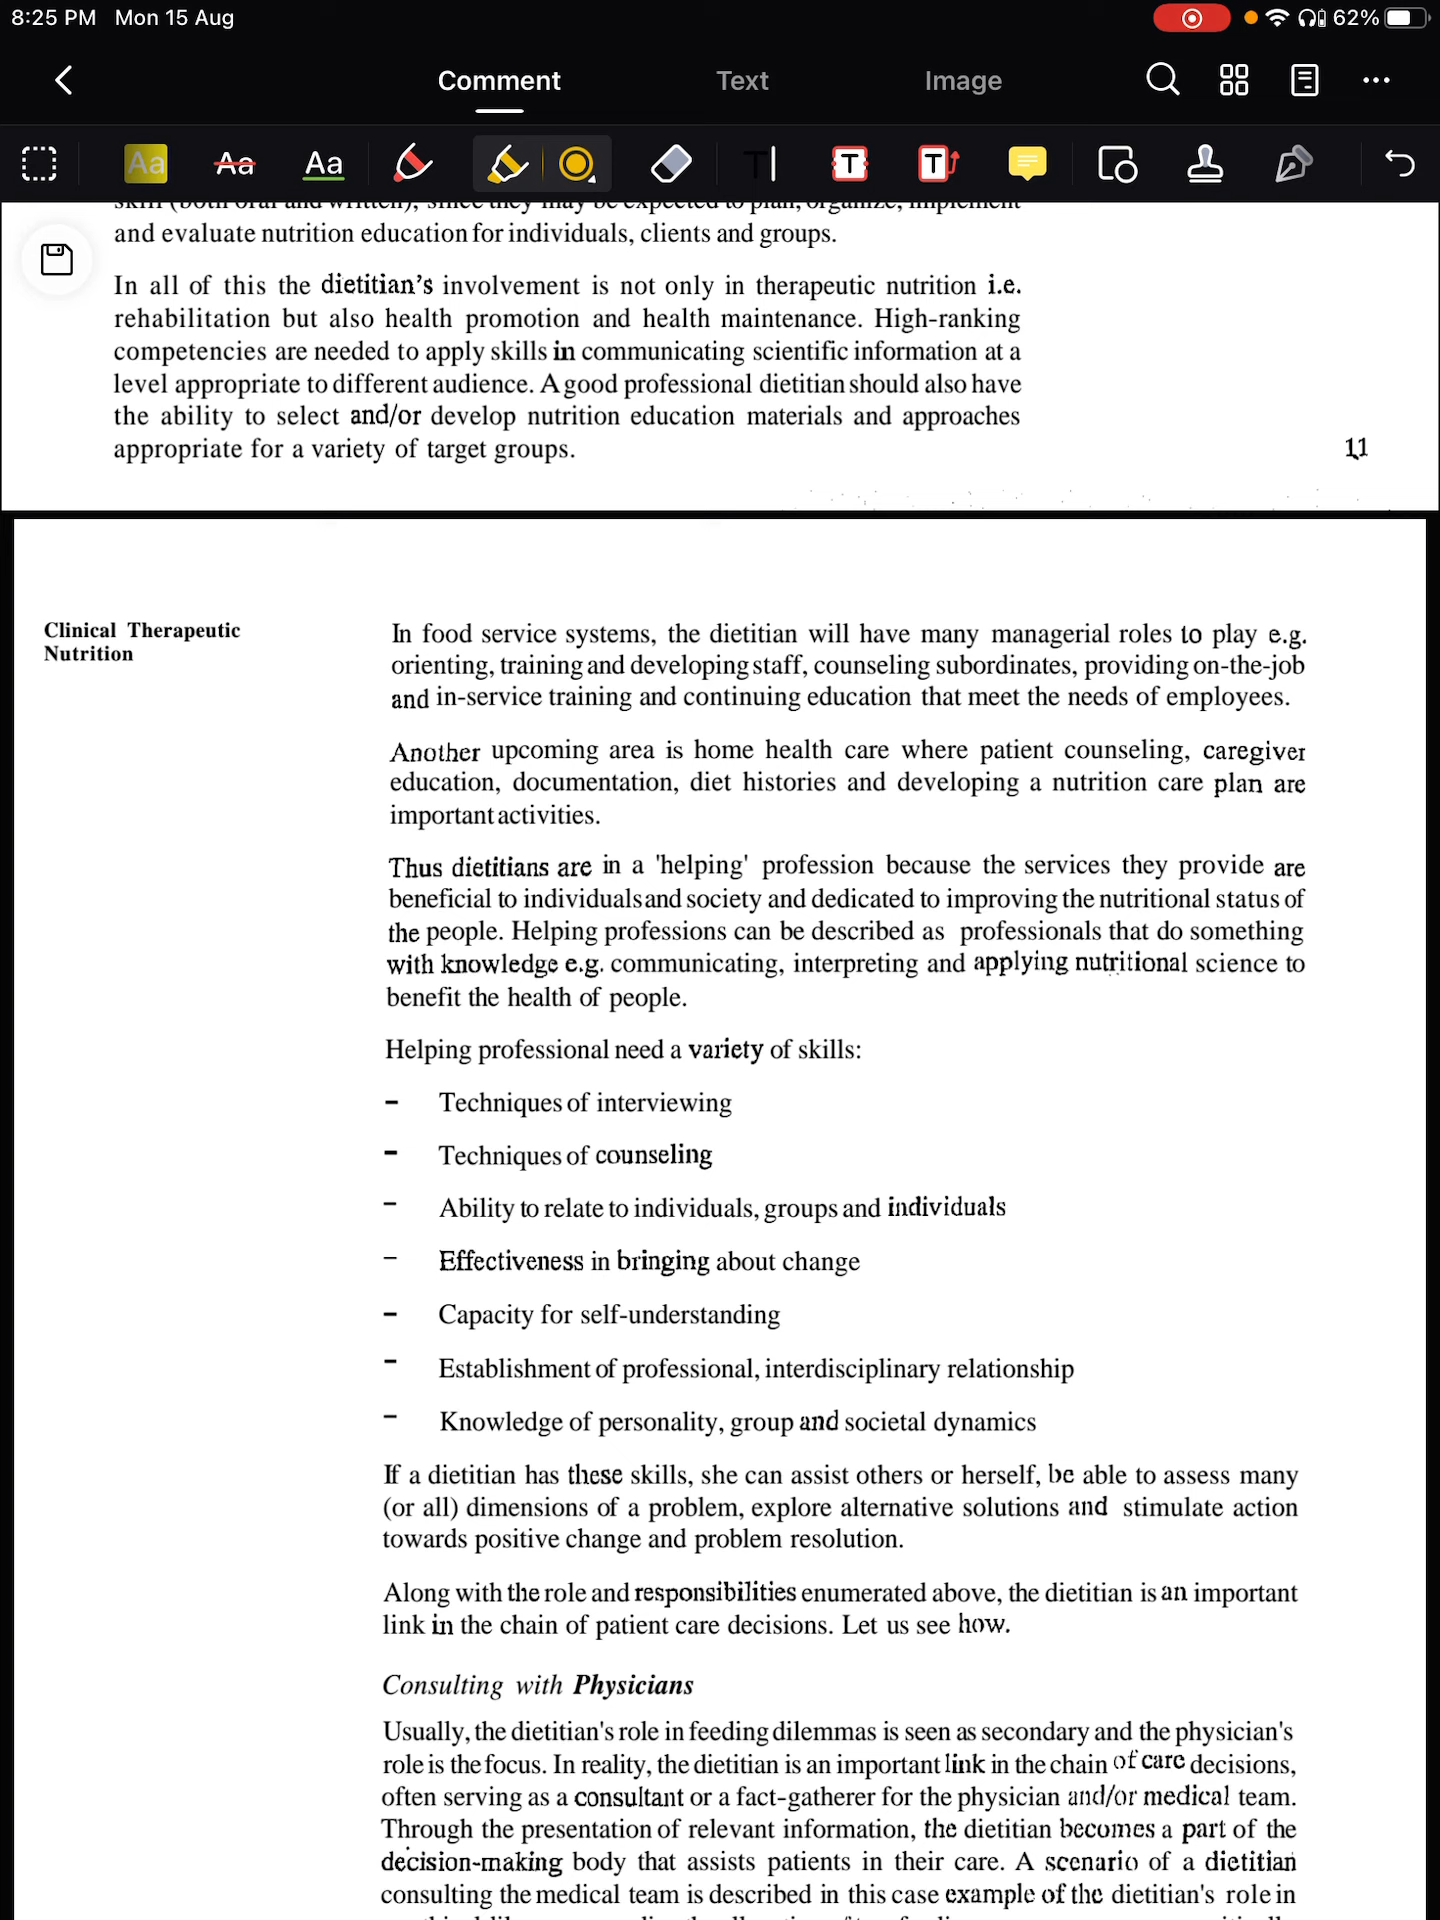 8:25 PM Mon 15 Aug
62%
Comment Text Image
Aa Aa Aa T T T
skill (both oral and written), since they may be expected to plan, organize, implement
and evaluate nutrition education for individuals, clients and groups.
In all of this the dietitian's involvement is not only in therapeutic nutrition i.e.
rehabilitation but also health promotion and health maintenance. High-ranking
competencies are needed to apply skills in communicating scientific information at a
level appropriate to different audience. A good professional dietitian should also have
the ability to select and/or develop nutrition education materials and approaches
appropriate for a variety of target groups.
11
Clinical Therapeutic
Nutrition
In food service systems, the dietitian will have many managerial roles to play e.g.
orienting, training and developing staff, counseling subordinates, providing on-the-job
and in-service training and continuing education that meet the needs of employees.
Another upcoming area is home health care where patient counseling, caregiver
education, documentation, diet histories and developing a nutrition care plan are
important activities.
Thus dietitians are in a 'helping' profession because the services they provide are
beneficial to individuals and society and dedicated to improving the nutritional status of
the people. Helping professions can be described as professionals that do something
with knowledge e.g. communicating, interpreting and applying nutritional science to
benefit the health of people.
Helping professional need a variety of skills:
– Techniques of interviewing
– Techniques of counseling
– Ability to relate to individuals, groups and individuals
– Effectiveness in bringing about change
– Capacity for self-understanding
– Establishment of professional, interdisciplinary relationship
– Knowledge of personality, group and societal dynamics
If a dietitian has these skills, she can assist others or herself, be able to assess many
(or all) dimensions of a problem, explore alternative solutions and stimulate action
towards positive change and problem resolution.
Along with the role and responsibilities enumerated above, the dietitian is an important
link in the chain of patient care decisions. Let us see how.
Consulting with Physicians
Usually, the dietitian's role in feeding dilemmas is seen as secondary and the physician's
role is the focus. In reality, the dietitian is an important link in the chain of care decisions,
often serving as a consultant or a fact-gatherer for the physician and/or medical team.
Through the presentation of relevant information, the dietitian becomes a part of the
decision-making body that assists patients in their care. A scenario of a dietitian
consulting the medical team is described in this case example of the dietitian's role in